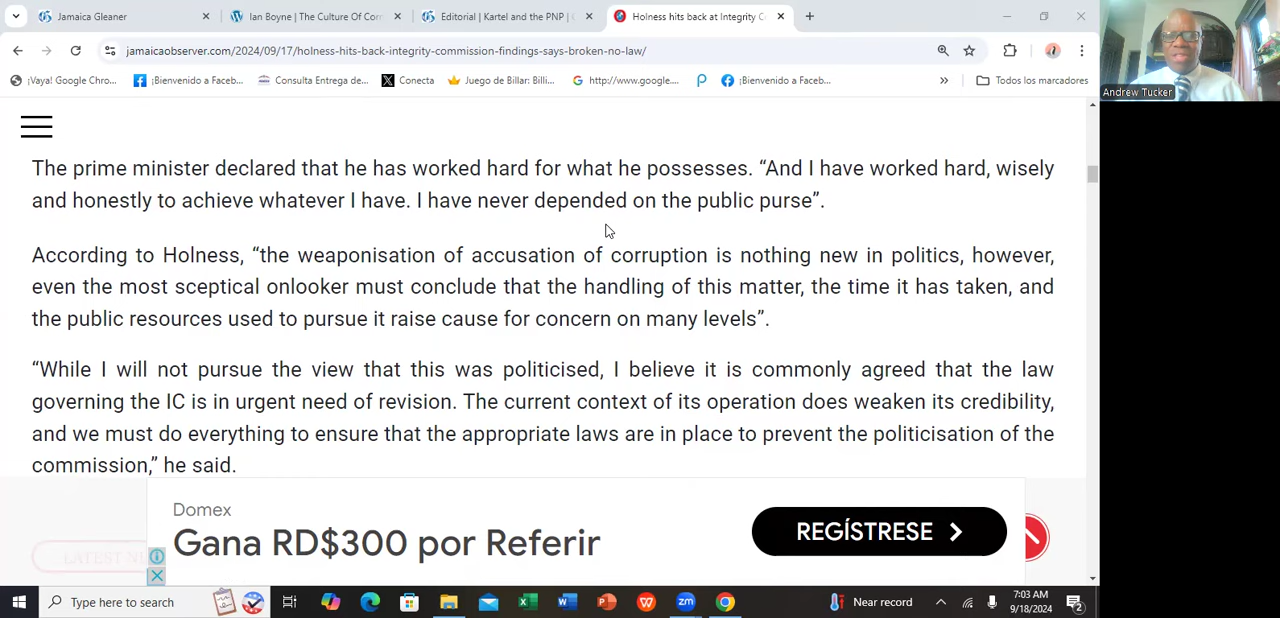 Jamaica Gleaner
Ian Boyne | The Culture Of Cor
Editorial | Kartel and the PNP |
Holness hits back at Integrity C
jamaicaobserver.com/2024/09/17/holness-hits-back-integrity-commission-findings-says-broken-no-law/
¡Vaya! Google Chro...
¡Bienvenido a Faceb...
Consulta Entrega de...
Conecta
Juego de Billar: Billi...
http://www.google....
¡Bienvenido a Faceb...
»
Todos los marcadores
Andrew Tucker
The prime minister declared that he has worked hard for what he possesses. “And I have worked hard, wisely
and honestly to achieve whatever I have. I have never depended on the public purse”.
According to Holness, “the weaponisation of accusation of corruption is nothing new in politics, however,
even the most sceptical onlooker must conclude that the handling of this matter, the time it has taken, and
the public resources used to pursue it raise cause for concern on many levels”.
“While I will not pursue the view that this was politicised, I believe it is commonly agreed that the law
governing the IC is in urgent need of revision. The current context of its operation does weaken its credibility,
and we must do everything to ensure that the appropriate laws are in place to prevent the politicisation of the
commission,” he said.
LATEST NE
Domex
Gana RD$300 por Referir
REGÍSTRESE
Type here to search
zm
Near record
7:03 AM
9/18/2024
2